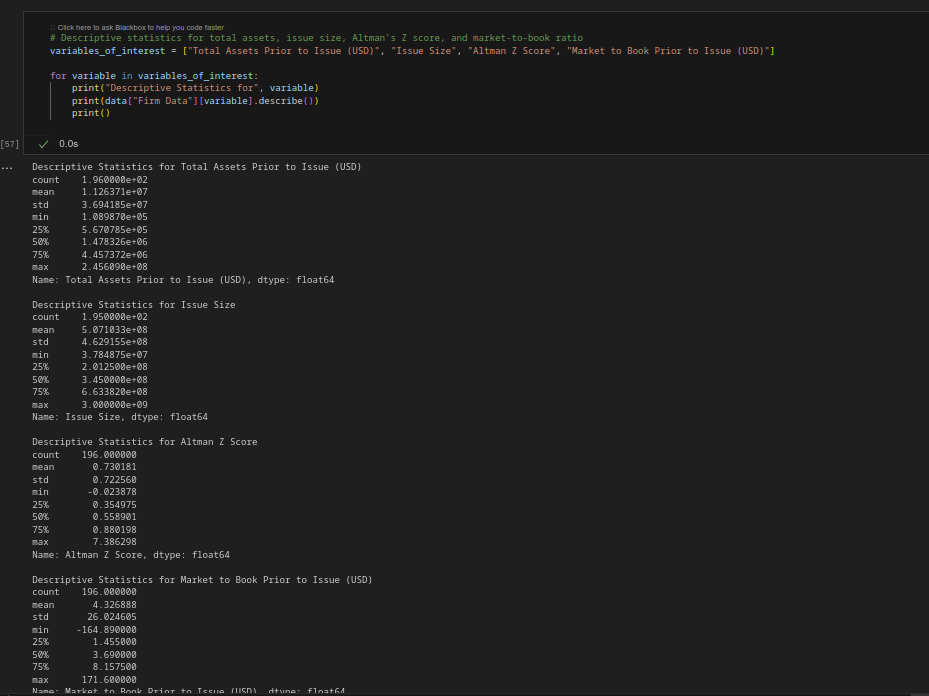 Click here to ask Blackbox to help you code faster
# Descriptive statistics for total assets, issue size, Altman's Z score, and market-to-book ratio
variables_of_interest = ["Total Assets Prior to Issue (USD)", "Issue Size", "Altman Z Score", "Market to Book Prior to Issue (USD)"]
for variable in variables_of_interest:
print("Descriptive Statistics for", variable)
print(data["Firm Data"][variable].describe())
print()
[57] ✓ 0.0s
...
Descriptive Statistics for Total Assets Prior to Issue (USD)
count 1.960000e+02
mean 1.126371e+07
std 3.694185e+07
min 1.089870e+05
25% 5.670785e+05
50% 1.478326e+06
75% 4.457372e+06
max 2.456090e+08
Name: Total Assets Prior to Issue (USD), dtype: float64
Descriptive Statistics for Issue Size
count 1.950000e+02
mean 5.071033e+08
std 4.629155e+08
min 3.784875e+07
25% 2.012500e+08
50% 3.450000e+08
75% 6.633820e+08
max 3.000000e+09
Name: Issue Size, dtype: float64
Descriptive Statistics for Altman Z Score
count 196.000000
mean 0.730181
std 0.722560
min -0.023878
25% 0.354975
50% 0.558901
75% 0.880198
max 7.386298
Name: Altman Z Score, dtype: float64
Descriptive Statistics for Market to Book Prior to Issue (USD)
count 196.000000
mean 4.326888
std 26.024605
min -164.890000
25% 1.455000
50% 3.690000
75% 8.157500
max 171.600000
Name: Market to Book Prior to Issue (USD), dtype: float64